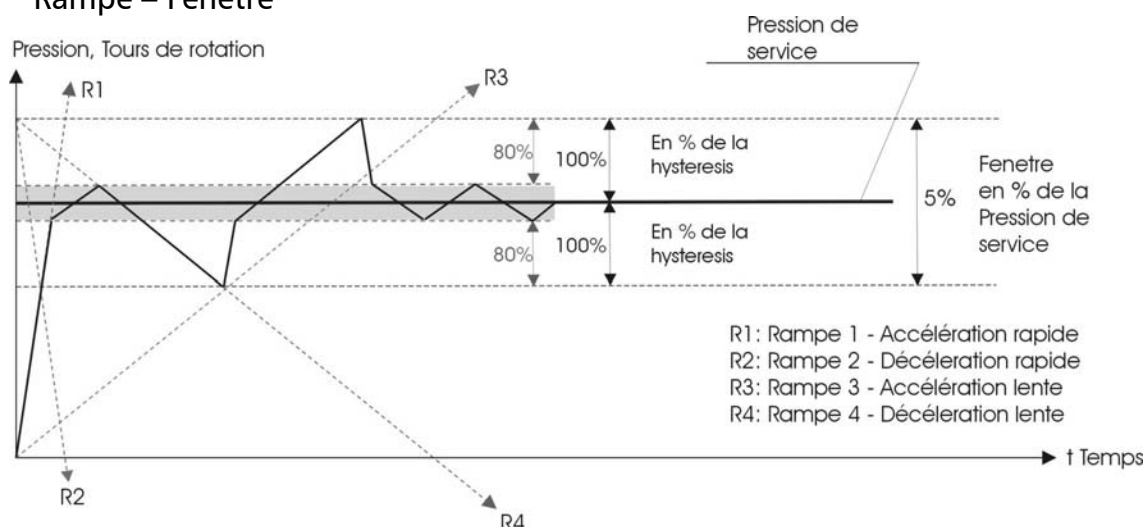 Rampe – Fenetre
Pression de
service
Pression, Tours de rotation
R1
R3
80%
100%
En % de la
hysteresis
5%
Fenetre
en % de la
Pression de
service
80%
100%
En % de la
hysteresis
R1: Rampe 1 - Accélération rapide
R2: Rampe 2 - Décéleration rapide
R3: Rampe 3 - Accélération lente
R4: Rampe 4 - Décéleration lente
t Temps
R2
R4